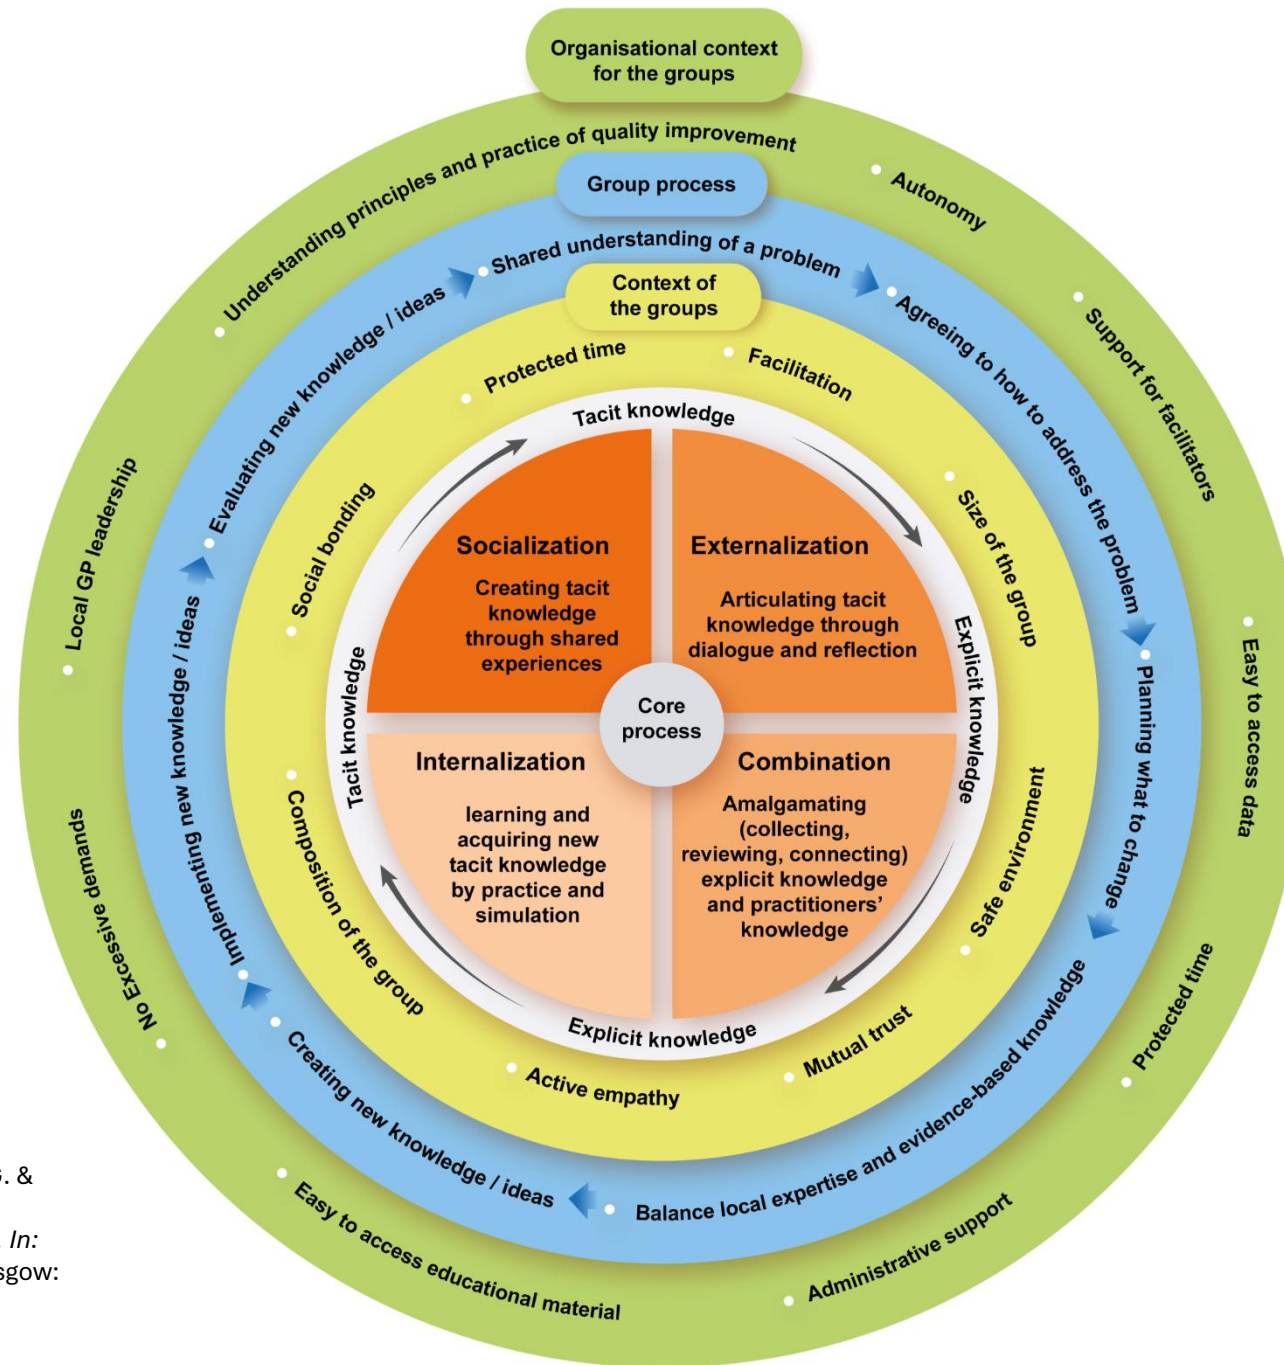 Organisational context
for the groups
Understanding principles and practice of quality improvement
Autonomy
Support for facilitators
Easy to access data
Protected time
Administrative support
Easy to access educational material
No Excessive demands
Local GP leadership
Group process
Shared understanding of a problem
Agreeing to how to address the problem
Planning what to change
Balance local expertise and evidence-based knowledge
Creating new knowledge / ideas
Implementing new knowledge / ideas
Evaluating new knowledge / ideas
Context of
the groups
Protected time
Facilitation
Size of the group
Safe environment
Mutual trust
Active empathy
Composition of the group
Social bonding
Tacit knowledge
Explicit knowledge
Explicit knowledge
Tacit knowledge
Socialization
Creating tacit
knowledge
through shared
experiences
Externalization
Articulating tacit
knowledge through
dialogue and reflection
Core
process
Internalization
learning and
acquiring new
tacit knowledge
by practice and
simulation
Combination
Amalgamating
(collecting,
reviewing, connecting)
explicit knowledge
and practitioners'
knowledge
G. &
In:
sgow: